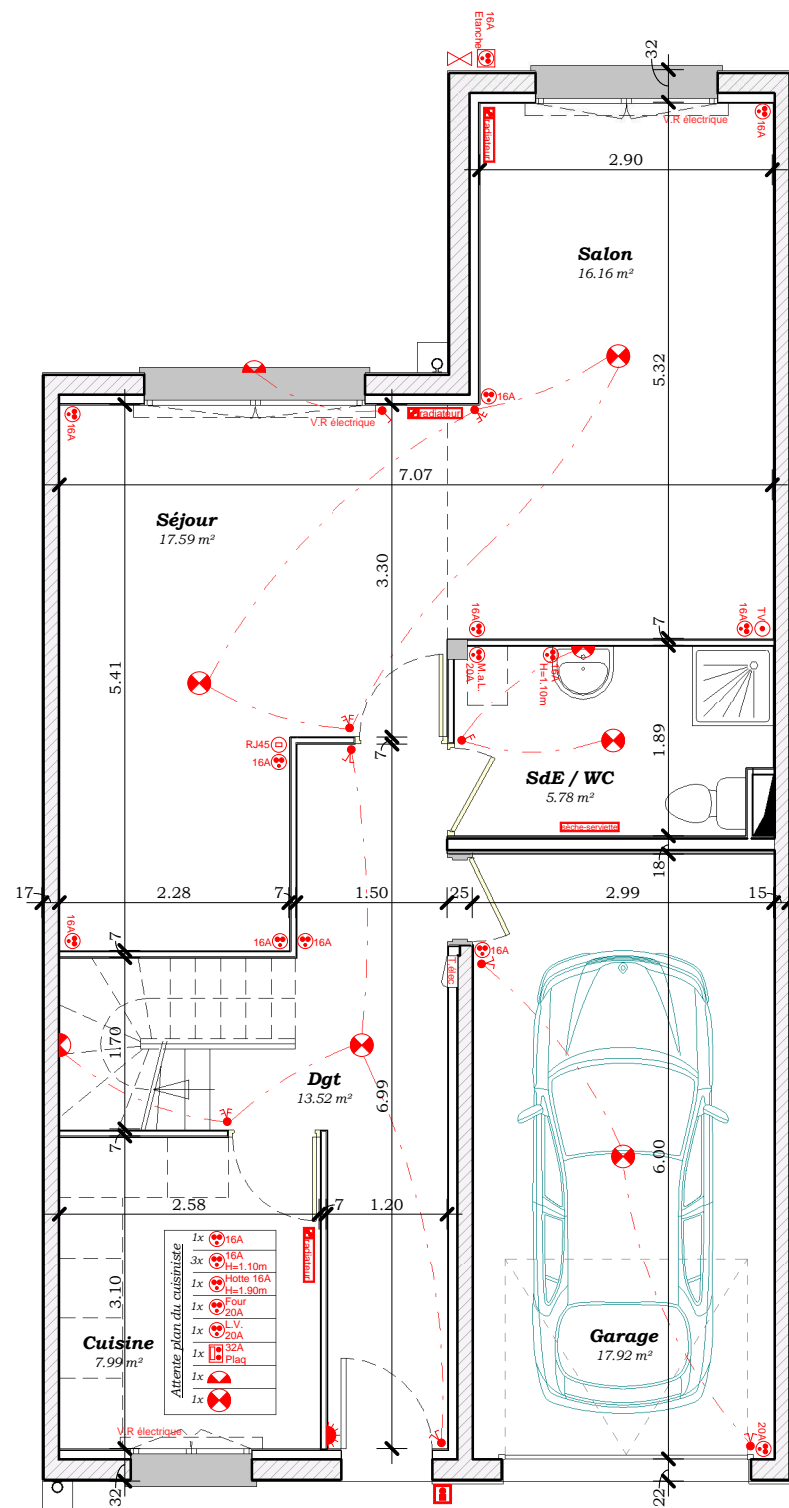 16A
Etanche
32
radiateur
V.R électrique
16A
2.90
Salon
16.16 m²
5.32
16A
V.R électrique
radiateur
16A
7.07
Séjour
17.59 m²
3.30
5.41
16A
16A
TV
7
M.a.L.
20A
16A
H=1.10m
RJ45
16A
7
1.89
SdE / WC
5.78 m²
sèche-serviette
18
17
2.28
7
1.50
25
2.99
15
7
16A
16A
16A
16A
T.élec
1.70
Dgt
13.52 m²
6.99
6.00
7
2.58
7
1.20
radiateur
3.10
Attente plan du cuisiniste
1x 16A
3x 16A
H=1.10m
1x Hotte 16A
H=1.90m
1x Four
20A
1x L.V.
20A
1x 32A
Plaq
1x
1x
Cuisine
7.99 m²
Garage
17.92 m²
V.R électrique
20A
32
22